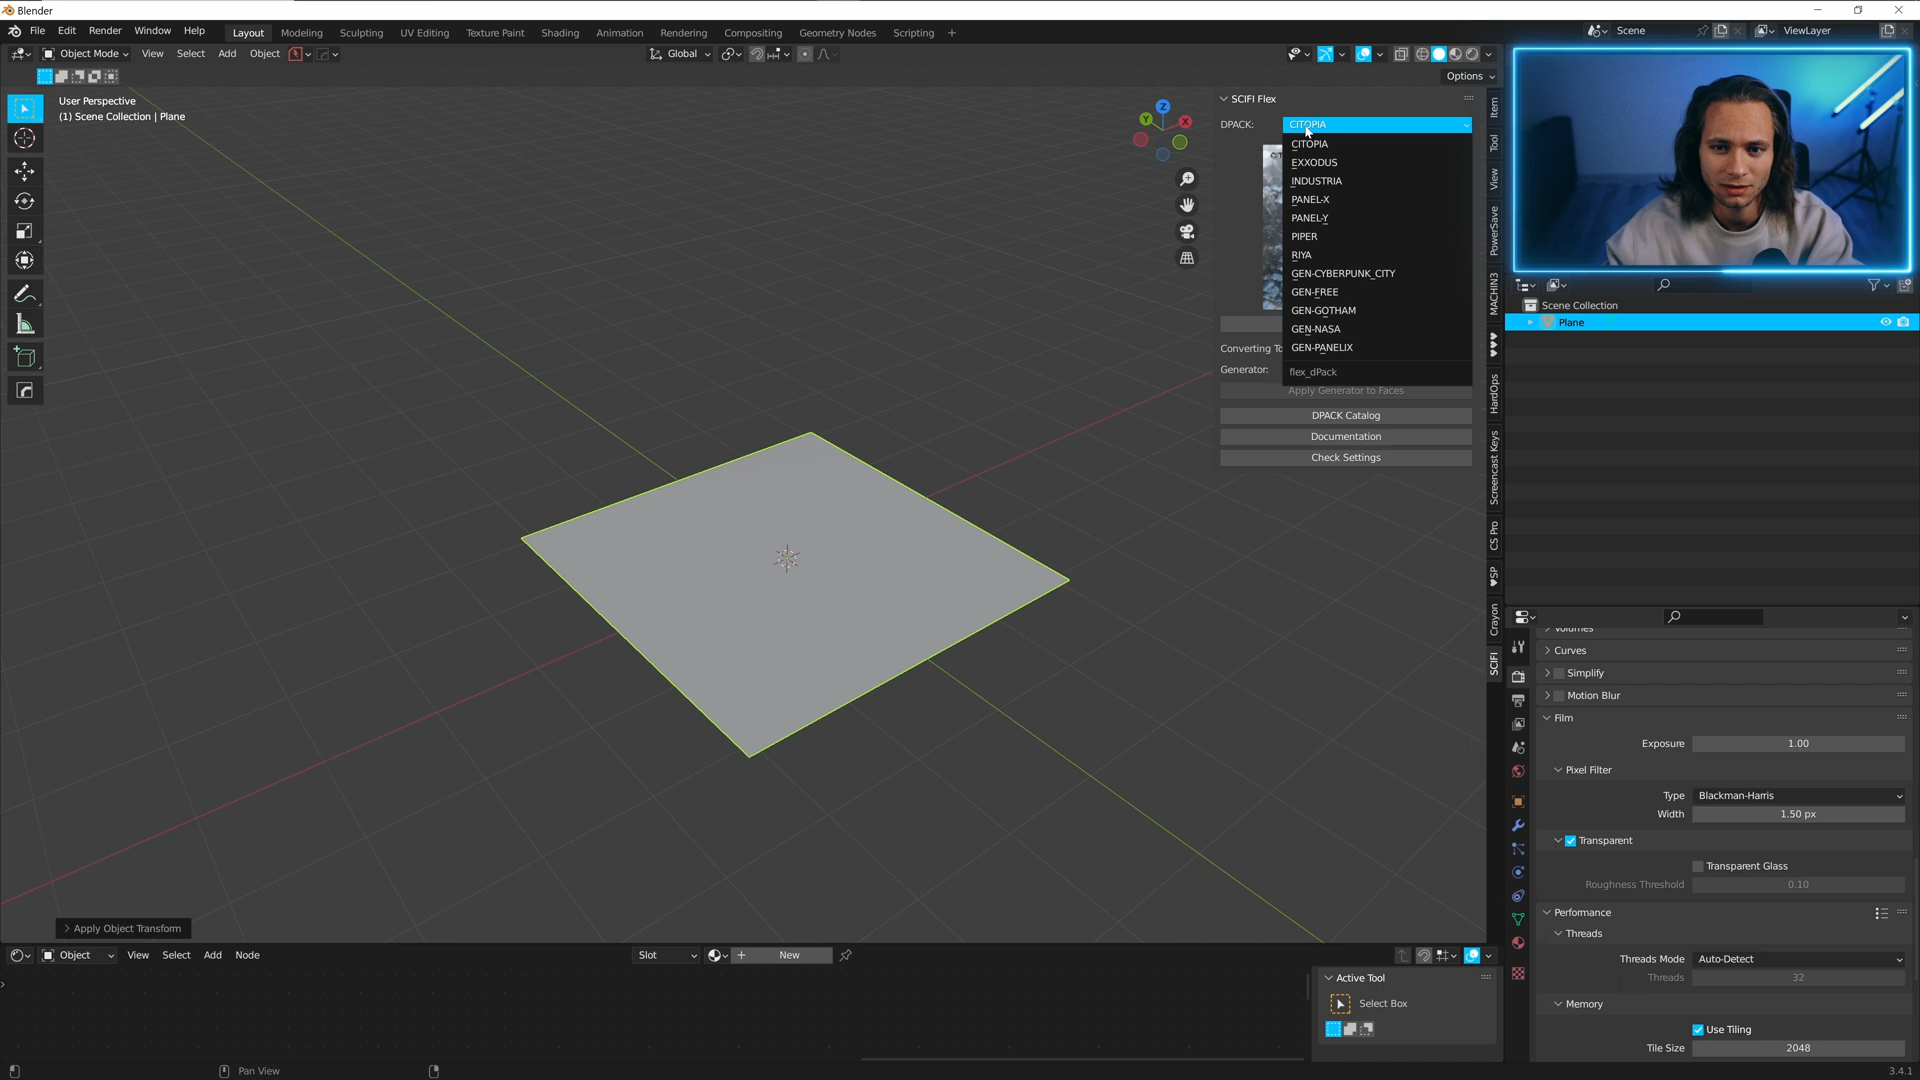 Blender
File Edit Render Window Help
Layout Modeling Sculpting UV Editing Texture Paint Shading Animation Rendering Compositing Geometry Nodes Scripting +
Scene
ViewLayer
Object Mode View Select Add Object
Global
Options
User Perspective
(1) Scene Collection | Plane
Z
Y
X
SCIFI Flex
DPACK: CITOPIA
CITOPIA
EXXODUS
INDUSTRIA
PANEL-X
PANEL-Y
PIPER
RIYA
GEN-CYBERPUNK_CITY
GEN-FREE
GEN-GOTHAM
GEN-NASA
GEN-PANELIX
flex_dPack
Converting To
Generator:
Apply Generator to Faces
DPACK Catalog
Documentation
Check Settings
Item
Tool
View
PowerSave
MACHIN3
HardOps
Screencast Keys
CS Pro
♥SP
Crayon
SCIFI
Scene Collection
Plane
Volumes
Curves
Simplify
Motion Blur
Film
Exposure 1.00
Pixel Filter
Type Blackman-Harris
Width 1.50 px
Transparent
Transparent Glass
Roughness Threshold 0.10
Performance
Threads
Threads Mode Auto-Detect
Threads 32
Memory
Use Tiling
Tile Size 2048
Apply Object Transform
Object View Select Add Node
Slot
+ New
Active Tool
Select Box
Pan View
3.4.1